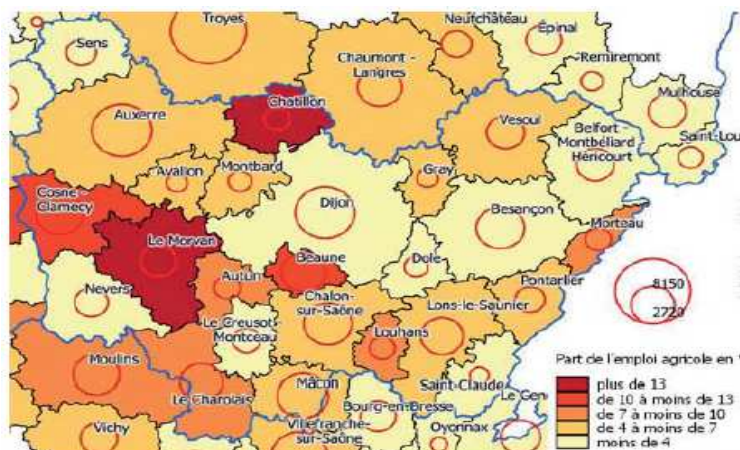 Troyes
Neufchâteau
Épinal
Sens
Chaumont -
Langres
Remiremont
Mulhouse
Châtillon
Auxerre
Vesoul
Belfort -
Montbéliard
Héricourt
Saint-Lou
Avallon
Montbard
Gray
Cosne
Clamecy
Dijon
Besançon
Morteau
Le Morvan
Beaune
Dole
Autun
Pontarlier
8150
2720
Nevers
Chalon
sur-Saône
Lons-le-Saunier
Le Creusot -
Montceau
Louhans
Moulins
Part de l'emploi agricole en
plus de 13
de 10 à moins de 13
de 7 à moins de 10
de 4 à moins de 7
moins de 4
Le Charolais
Mâcon
Saint-Claude
Le Gen
Bourg-en-Bresse
Vichy
Villefranche-
sur-Saône
Oyonnax